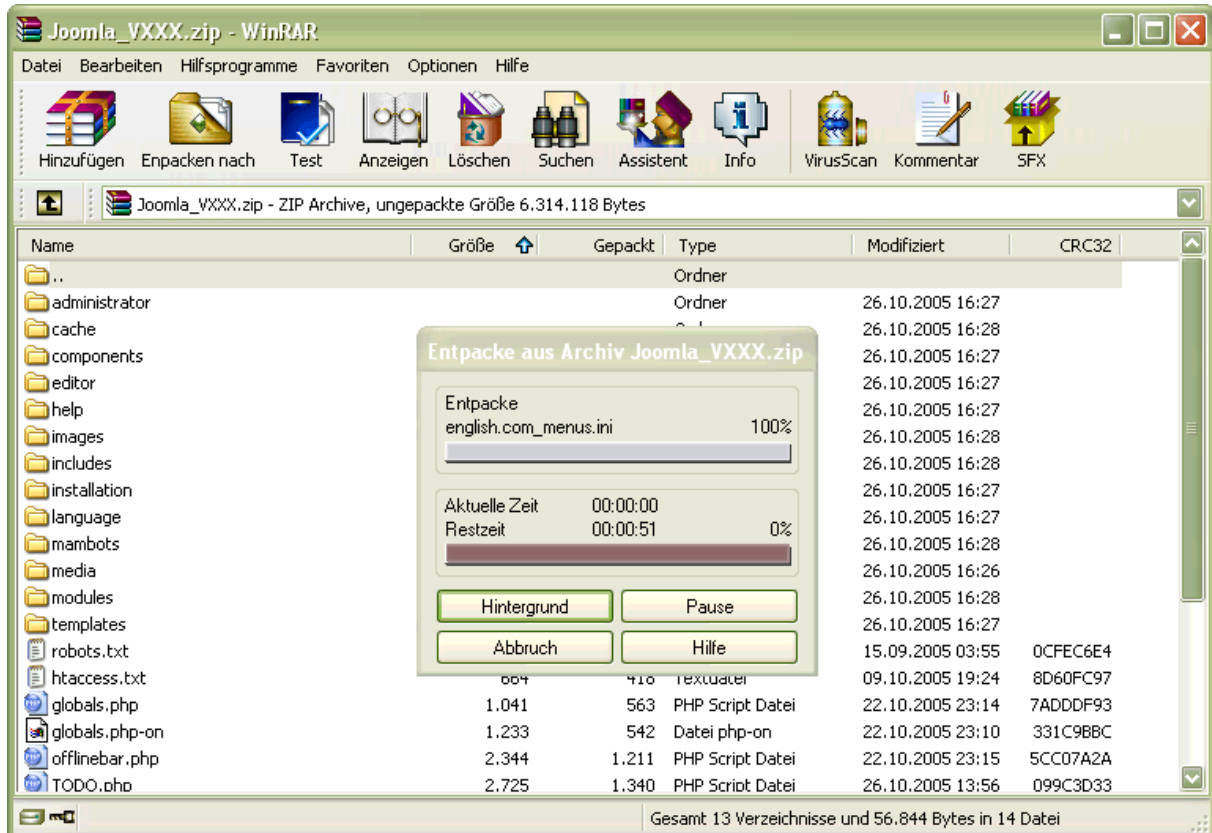 Joomla_VXXX.zip - WinRAR
Datei Bearbeiten Hilfsprogramme Favoriten Optionen Hilfe
Hinzufügen Enpacken nach Test Anzeigen Löschen Suchen Assistent Info VirusScan Kommentar SFX
Joomla_VXXX.zip - ZIP Archive, ungepackte Größe 6.314.118 Bytes
Name Größe Gepackt Type Modifiziert CRC32
.. Ordner
administrator Ordner 26.10.2005 16:27
cache 26.10.2005 16:28
components 26.10.2005 16:27
editor 26.10.2005 16:27
help 26.10.2005 16:27
images 26.10.2005 16:28
includes 26.10.2005 16:28
installation 26.10.2005 16:27
language 26.10.2005 16:27
mambots 26.10.2005 16:28
media 26.10.2005 16:26
modules 26.10.2005 16:28
templates 26.10.2005 16:27
robots.txt 15.09.2005 03:55 0CFEC6E4
htaccess.txt 664 418 Textdatei 09.10.2005 19:24 8D60FC97
globals.php 1.041 563 PHP Script Datei 22.10.2005 23:14 7ADDDF93
globals.php-on 1.233 542 Datei php-on 22.10.2005 23:10 331C9BBC
offlinebar.php 2.344 1.211 PHP Script Datei 22.10.2005 23:15 5CC07A2A
TODO.php 2.725 1.340 PHP Script Datei 26.10.2005 13:56 099C3D33
Entpacke aus Archiv Joomla_VXXX.zip
Entpacke
english.com_menus.ini 100%
Aktuelle Zeit 00:00:00
Restzeit 00:00:51 0%
Hintergrund Pause
Abbruch Hilfe
Gesamt 13 Verzeichnisse und 56.844 Bytes in 14 Datei